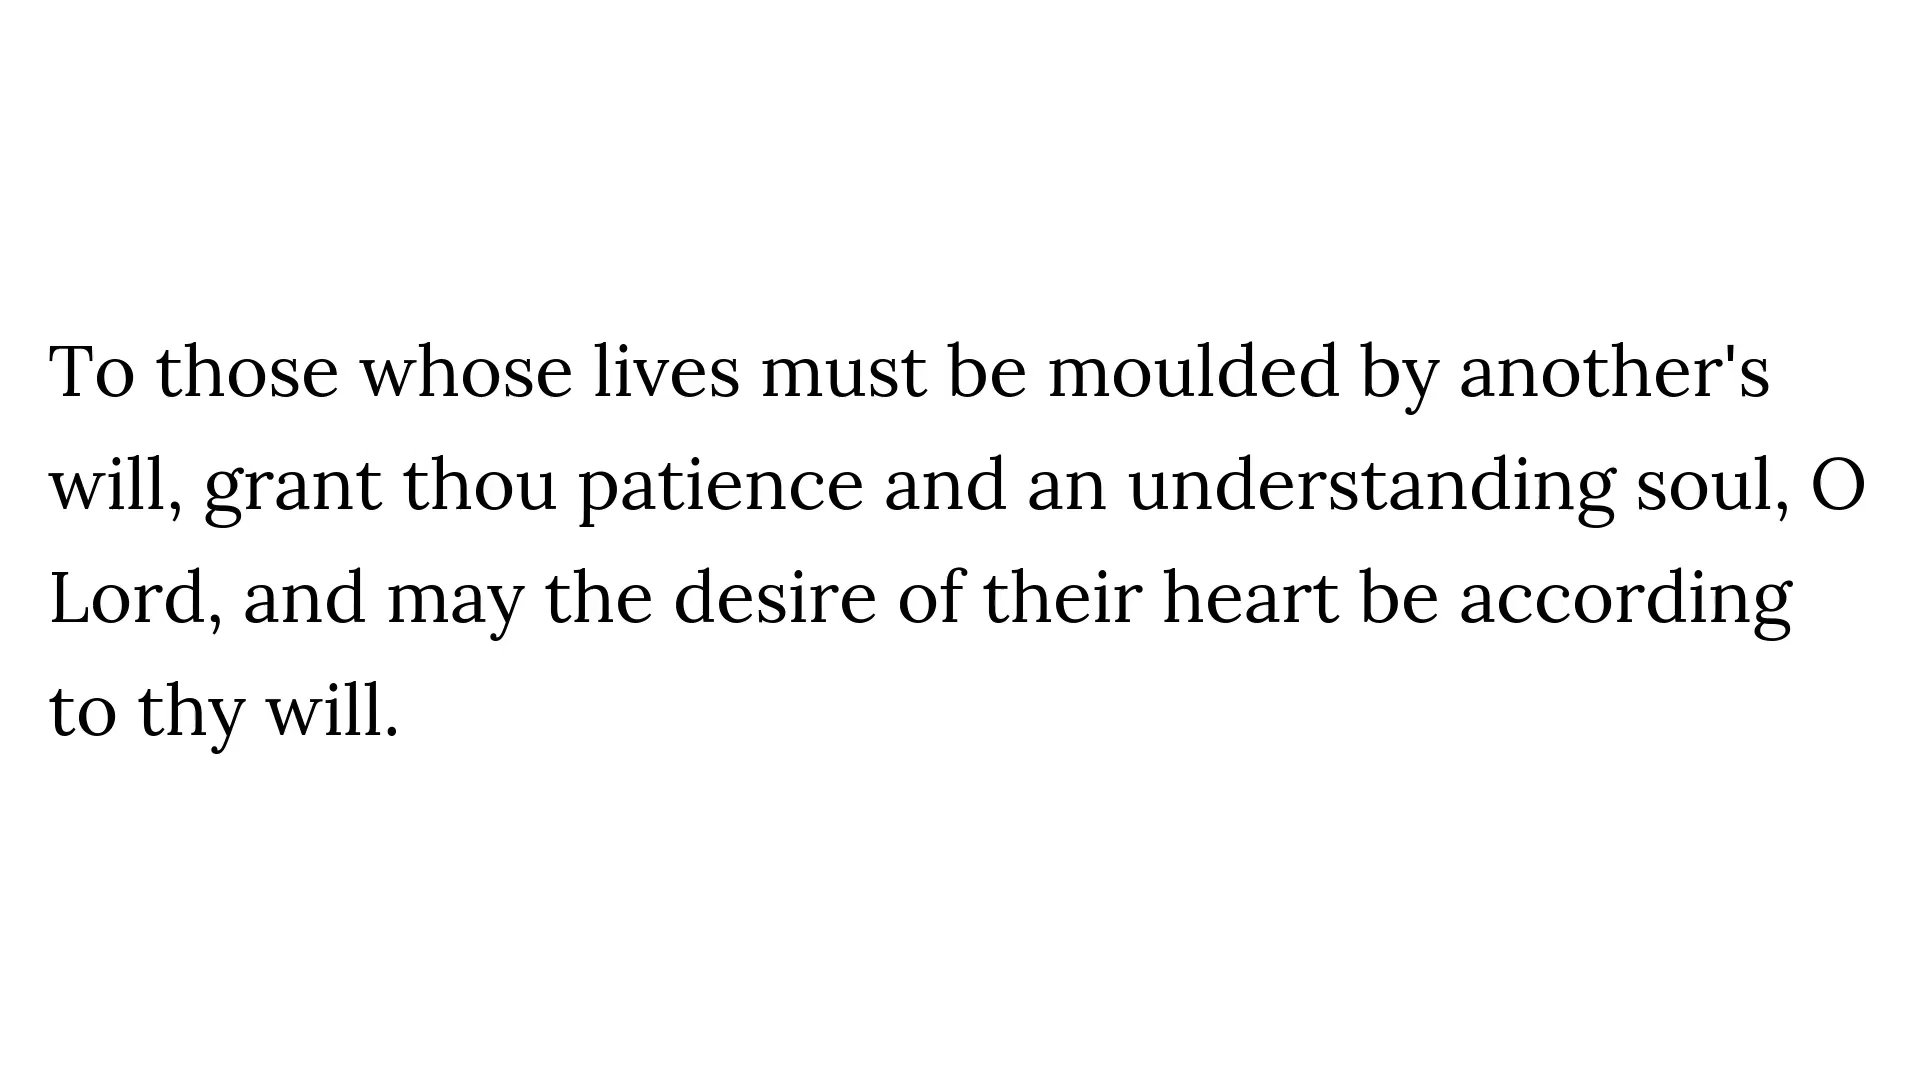 To those whose lives must be moulded by another's
will, grant thou patience and an understanding soul, O
Lord, and may the desire of their heart be according
to thy will.